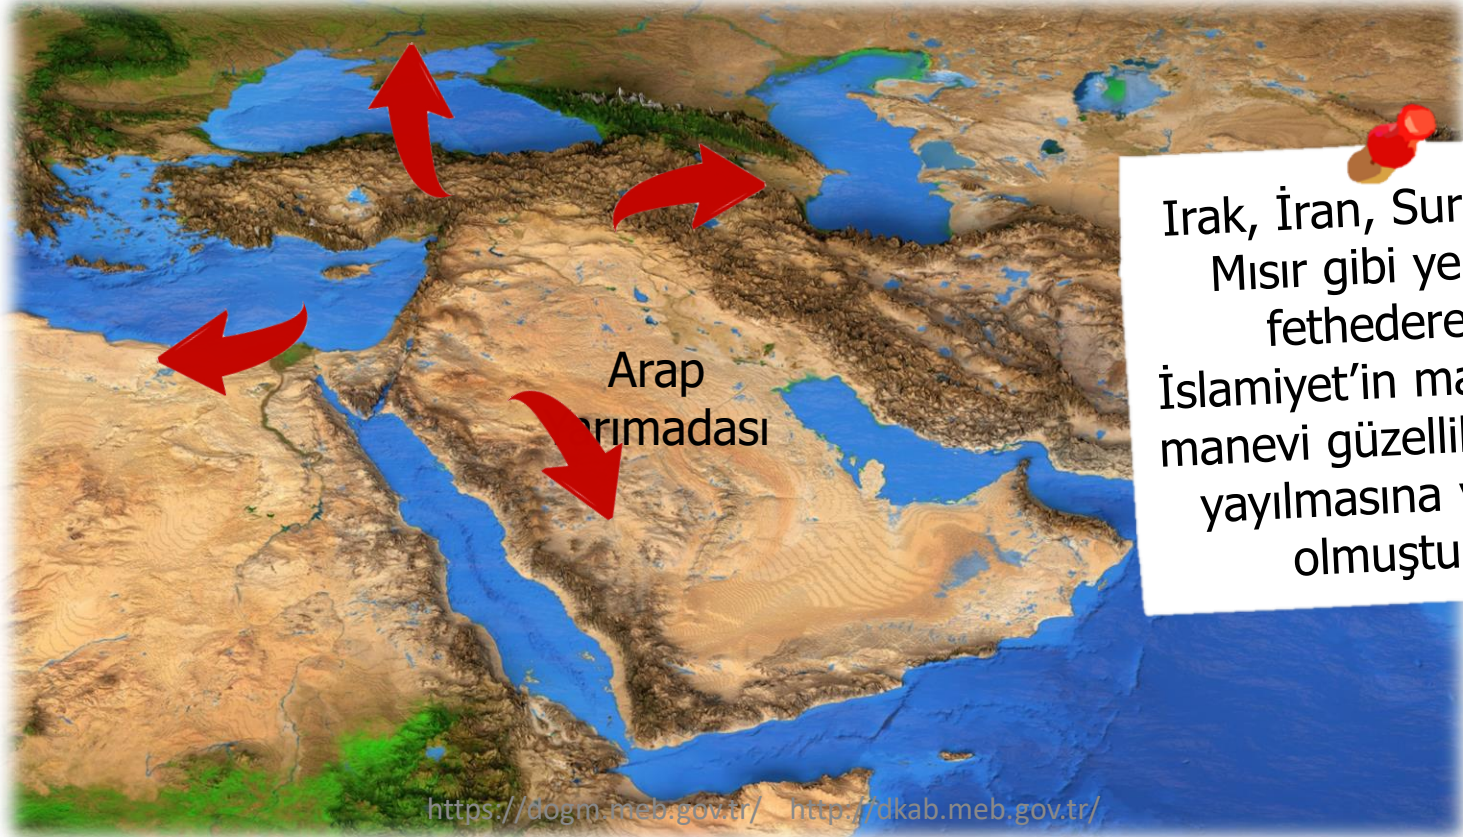 Arap
rımadası
Irak, İran, Sur
Mısır gibi ye
fethedere
İslamiyet’in ma
manevi güzellil
yayılmasına y
olmuştu
https://dogm.meb.gov.tr/ http://dkab.meb.gov.tr/